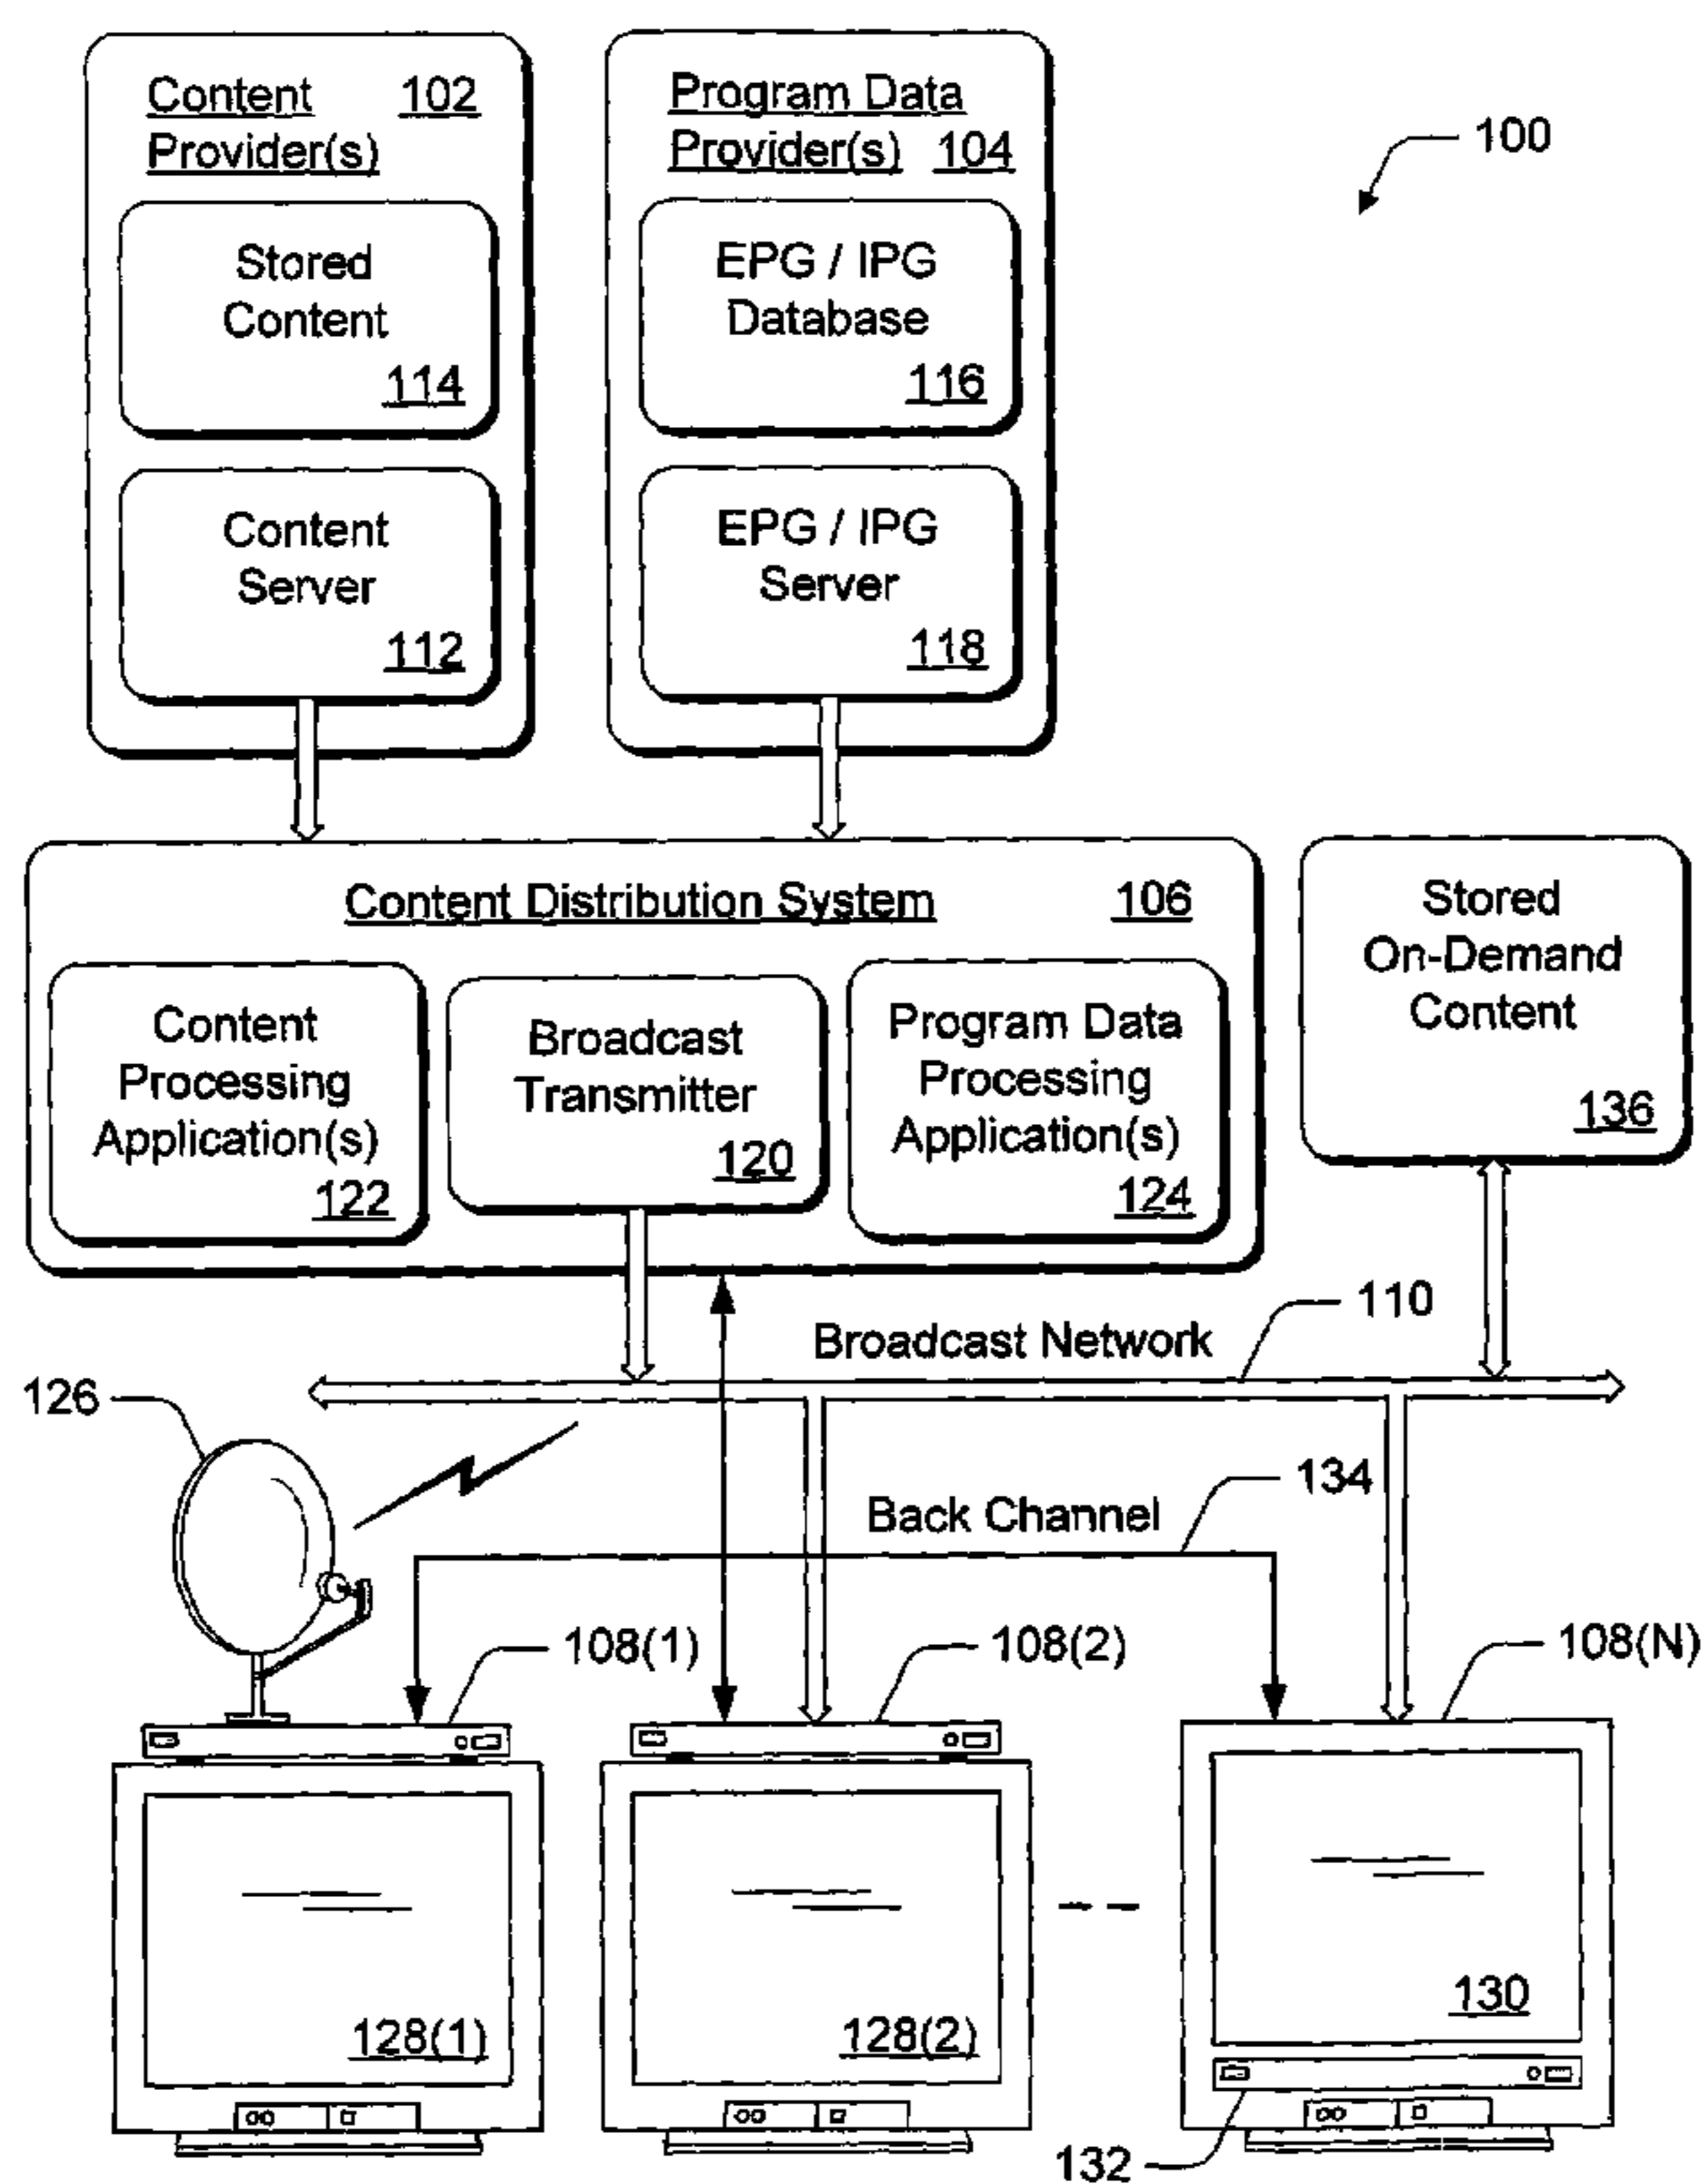 Content 102
Provider(s)
Stored
Content
114
Content
Server
112
Program Data
Provider(s) 104
EPG / IPG
Database
116
EPG / IPG
Server
118
100
Content Distribution System 106
Content
Processing
Application(s)
122
Broadcast
Transmitter
120
Program Data
Processing
Application(s)
124
Stored
On-Demand
Content
136
110
Broadcast Network
126
134
Back Channel
108(1)
108(2)
108(N)
128(1)
128(2)
130
132